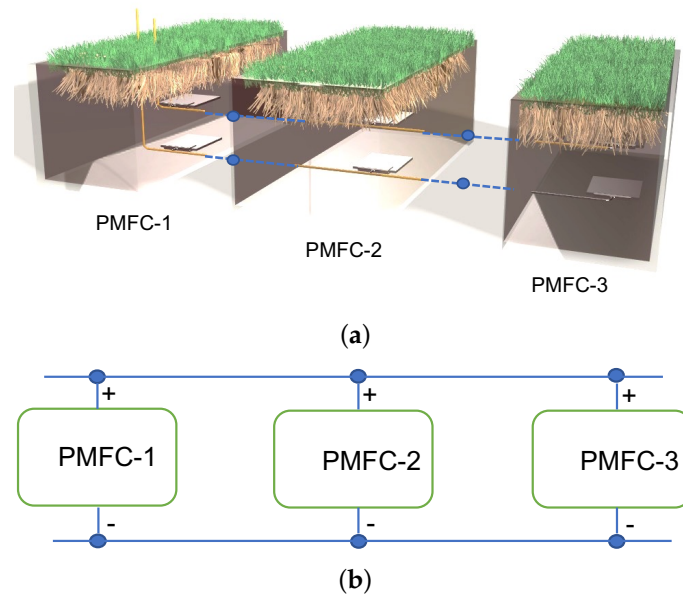 PMFC-1
PMFC-2
PMFC-3
(a)
+ + +
PMFC-1 PMFC-2 PMFC-3
- - -
(b)